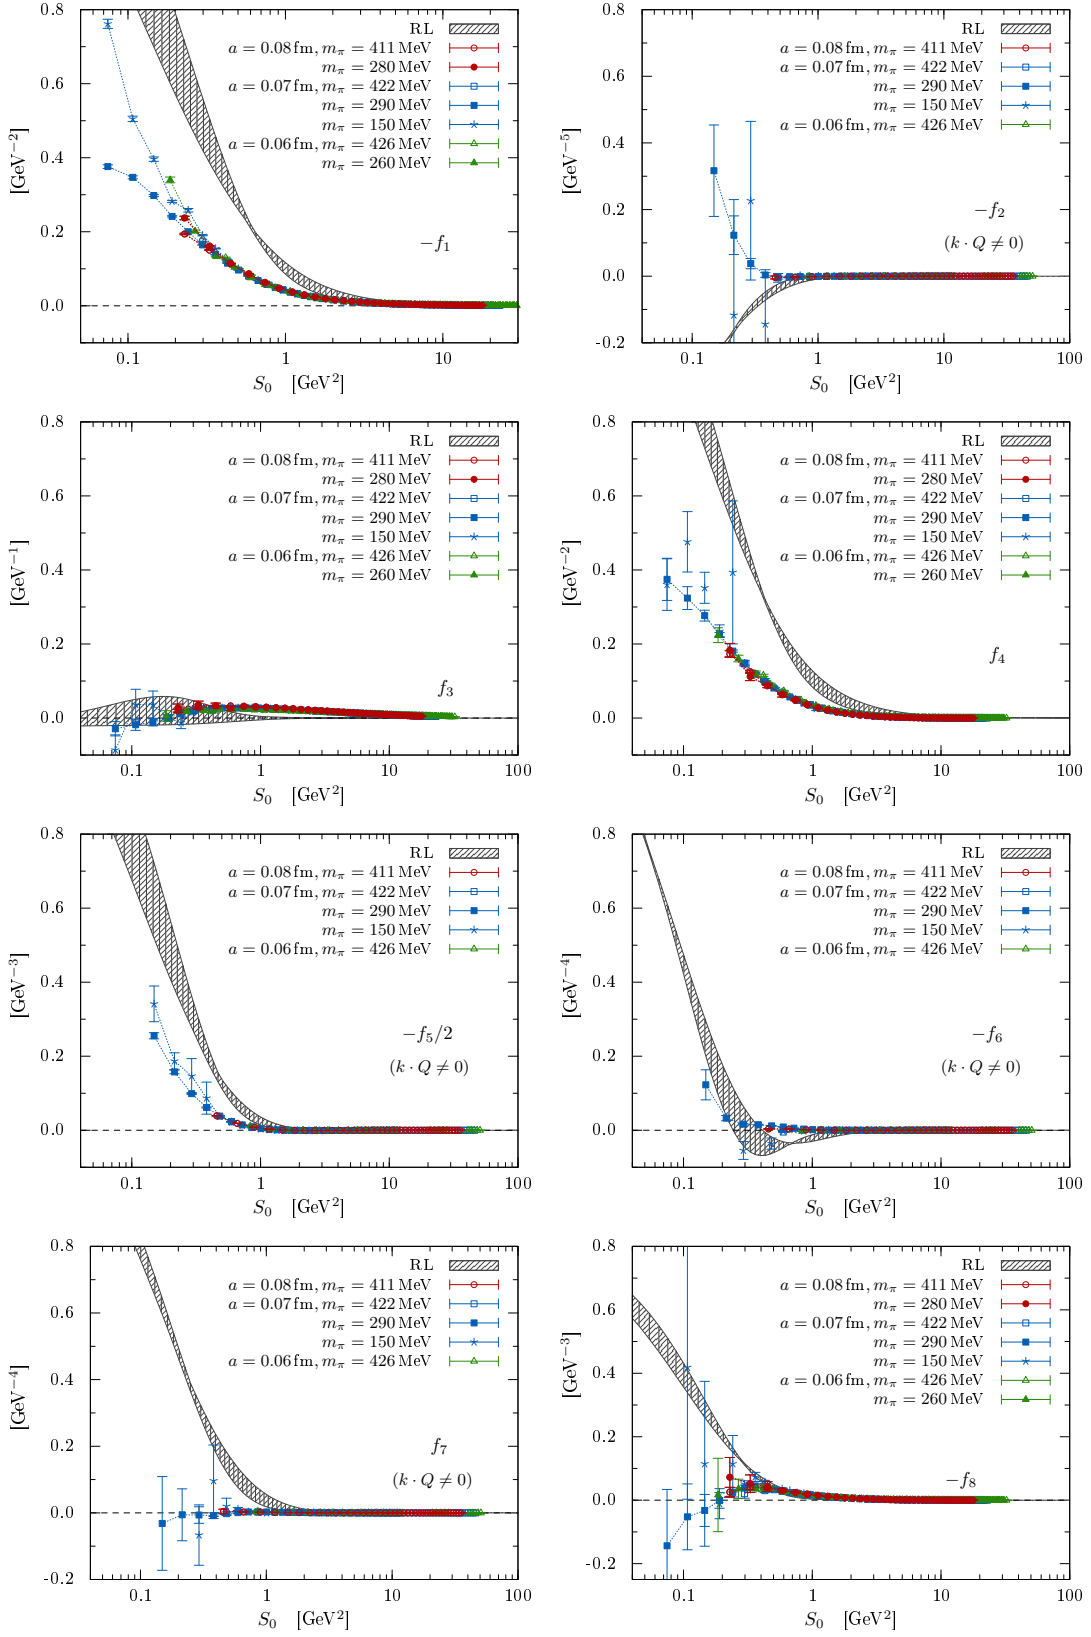 0.8
0.6
0.4
0.2
0.0
[GeV⁻²]
RL
a = 0.08 fm, mπ = 411 MeV
mπ = 280 MeV
a = 0.07 fm, mπ = 422 MeV
mπ = 290 MeV
mπ = 150 MeV
a = 0.06 fm, mπ = 426 MeV
mπ = 260 MeV
−f₁
0.1 1 10
S₀ [GeV²]
0.8
0.6
0.4
0.2
0.0
-0.2
[GeV⁻⁵]
RL
a = 0.08 fm, mπ = 411 MeV
a = 0.07 fm, mπ = 422 MeV
mπ = 290 MeV
mπ = 150 MeV
a = 0.06 fm, mπ = 426 MeV
−f₂
(k · Q ≠ 0)
0.1 1 10 100
S₀ [GeV²]
0.8
0.6
0.4
0.2
0.0
[GeV⁻¹]
RL
a = 0.08 fm, mπ = 411 MeV
mπ = 280 MeV
a = 0.07 fm, mπ = 422 MeV
mπ = 290 MeV
mπ = 150 MeV
a = 0.06 fm, mπ = 426 MeV
mπ = 260 MeV
f₃
0.1 1 10 100
S₀ [GeV²]
0.8
0.6
0.4
0.2
0.0
[GeV⁻²]
RL
a = 0.08 fm, mπ = 411 MeV
mπ = 280 MeV
a = 0.07 fm, mπ = 422 MeV
mπ = 290 MeV
mπ = 150 MeV
a = 0.06 fm, mπ = 426 MeV
mπ = 260 MeV
f₄
0.1 1 10 100
S₀ [GeV²]
0.8
0.6
0.4
0.2
0.0
[GeV⁻³]
RL
a = 0.08 fm, mπ = 411 MeV
a = 0.07 fm, mπ = 422 MeV
mπ = 290 MeV
mπ = 150 MeV
a = 0.06 fm, mπ = 426 MeV
−f₅/2
(k · Q ≠ 0)
0.1 1 10 100
S₀ [GeV²]
0.8
0.6
0.4
0.2
0.0
[GeV⁻⁴]
RL
a = 0.08 fm, mπ = 411 MeV
a = 0.07 fm, mπ = 422 MeV
mπ = 290 MeV
mπ = 150 MeV
a = 0.06 fm, mπ = 426 MeV
−f₆
(k · Q ≠ 0)
0.1 1 10 100
S₀ [GeV²]
0.8
0.6
0.4
0.2
0.0
-0.2
[GeV⁻⁴]
RL
a = 0.08 fm, mπ = 411 MeV
a = 0.07 fm, mπ = 422 MeV
mπ = 290 MeV
mπ = 150 MeV
a = 0.06 fm, mπ = 426 MeV
f₇
(k · Q ≠ 0)
0.1 1 10 100
S₀ [GeV²]
0.8
0.6
0.4
0.2
0.0
-0.2
[GeV⁻³]
RL
a = 0.08 fm, mπ = 411 MeV
mπ = 280 MeV
a = 0.07 fm, mπ = 422 MeV
mπ = 290 MeV
mπ = 150 MeV
a = 0.06 fm, mπ = 426 MeV
mπ = 260 MeV
−f₈
0.1 1 10 100
S₀ [GeV²]